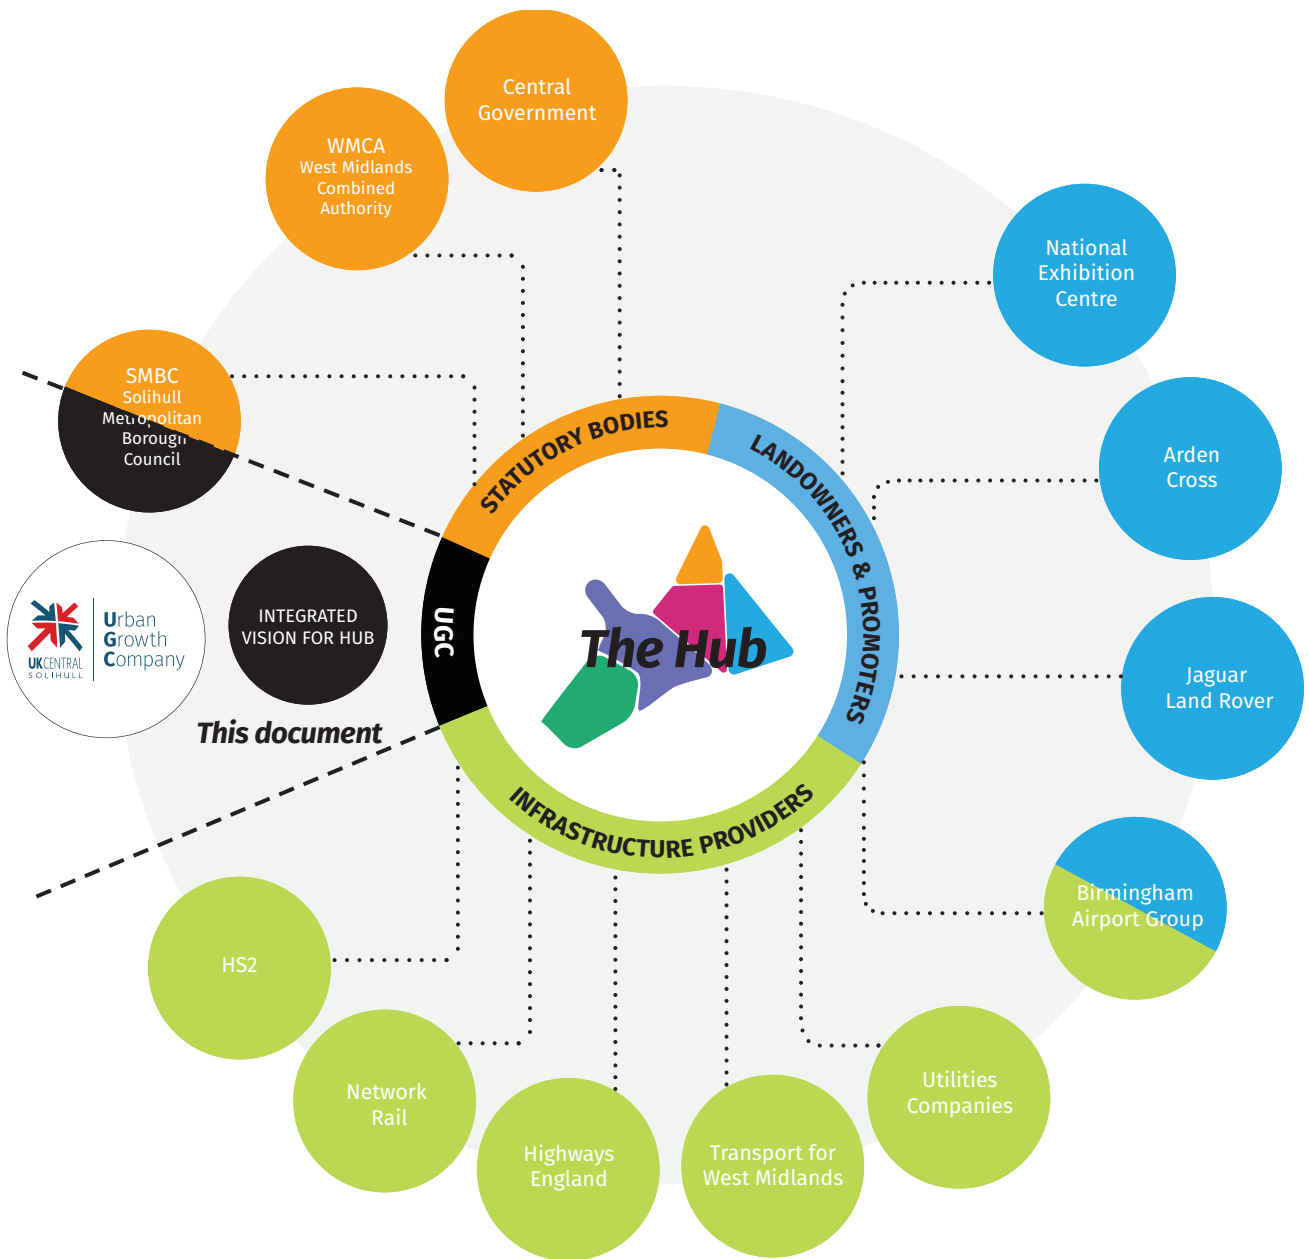 Central
Government
WMCA
West Midlands
Combined
Authority
National
Exhibition
Centre
SMBC
Solihull
Metropolitan
Borough
Council
Arden
Cross
STATUTORY BODIES
LANDOWNERS & PROMOTERS
UGC
INFRASTRUCTURE PROVIDERS
The Hub
UKCENTRAL
SOLIHULL
Urban
Growth
Company
INTEGRATED
VISION FOR HUB
This document
Jaguar
Land Rover
Birmingham
Airport Group
HS2
Network
Rail
Highways
England
Transport for
West Midlands
Utilities
Companies